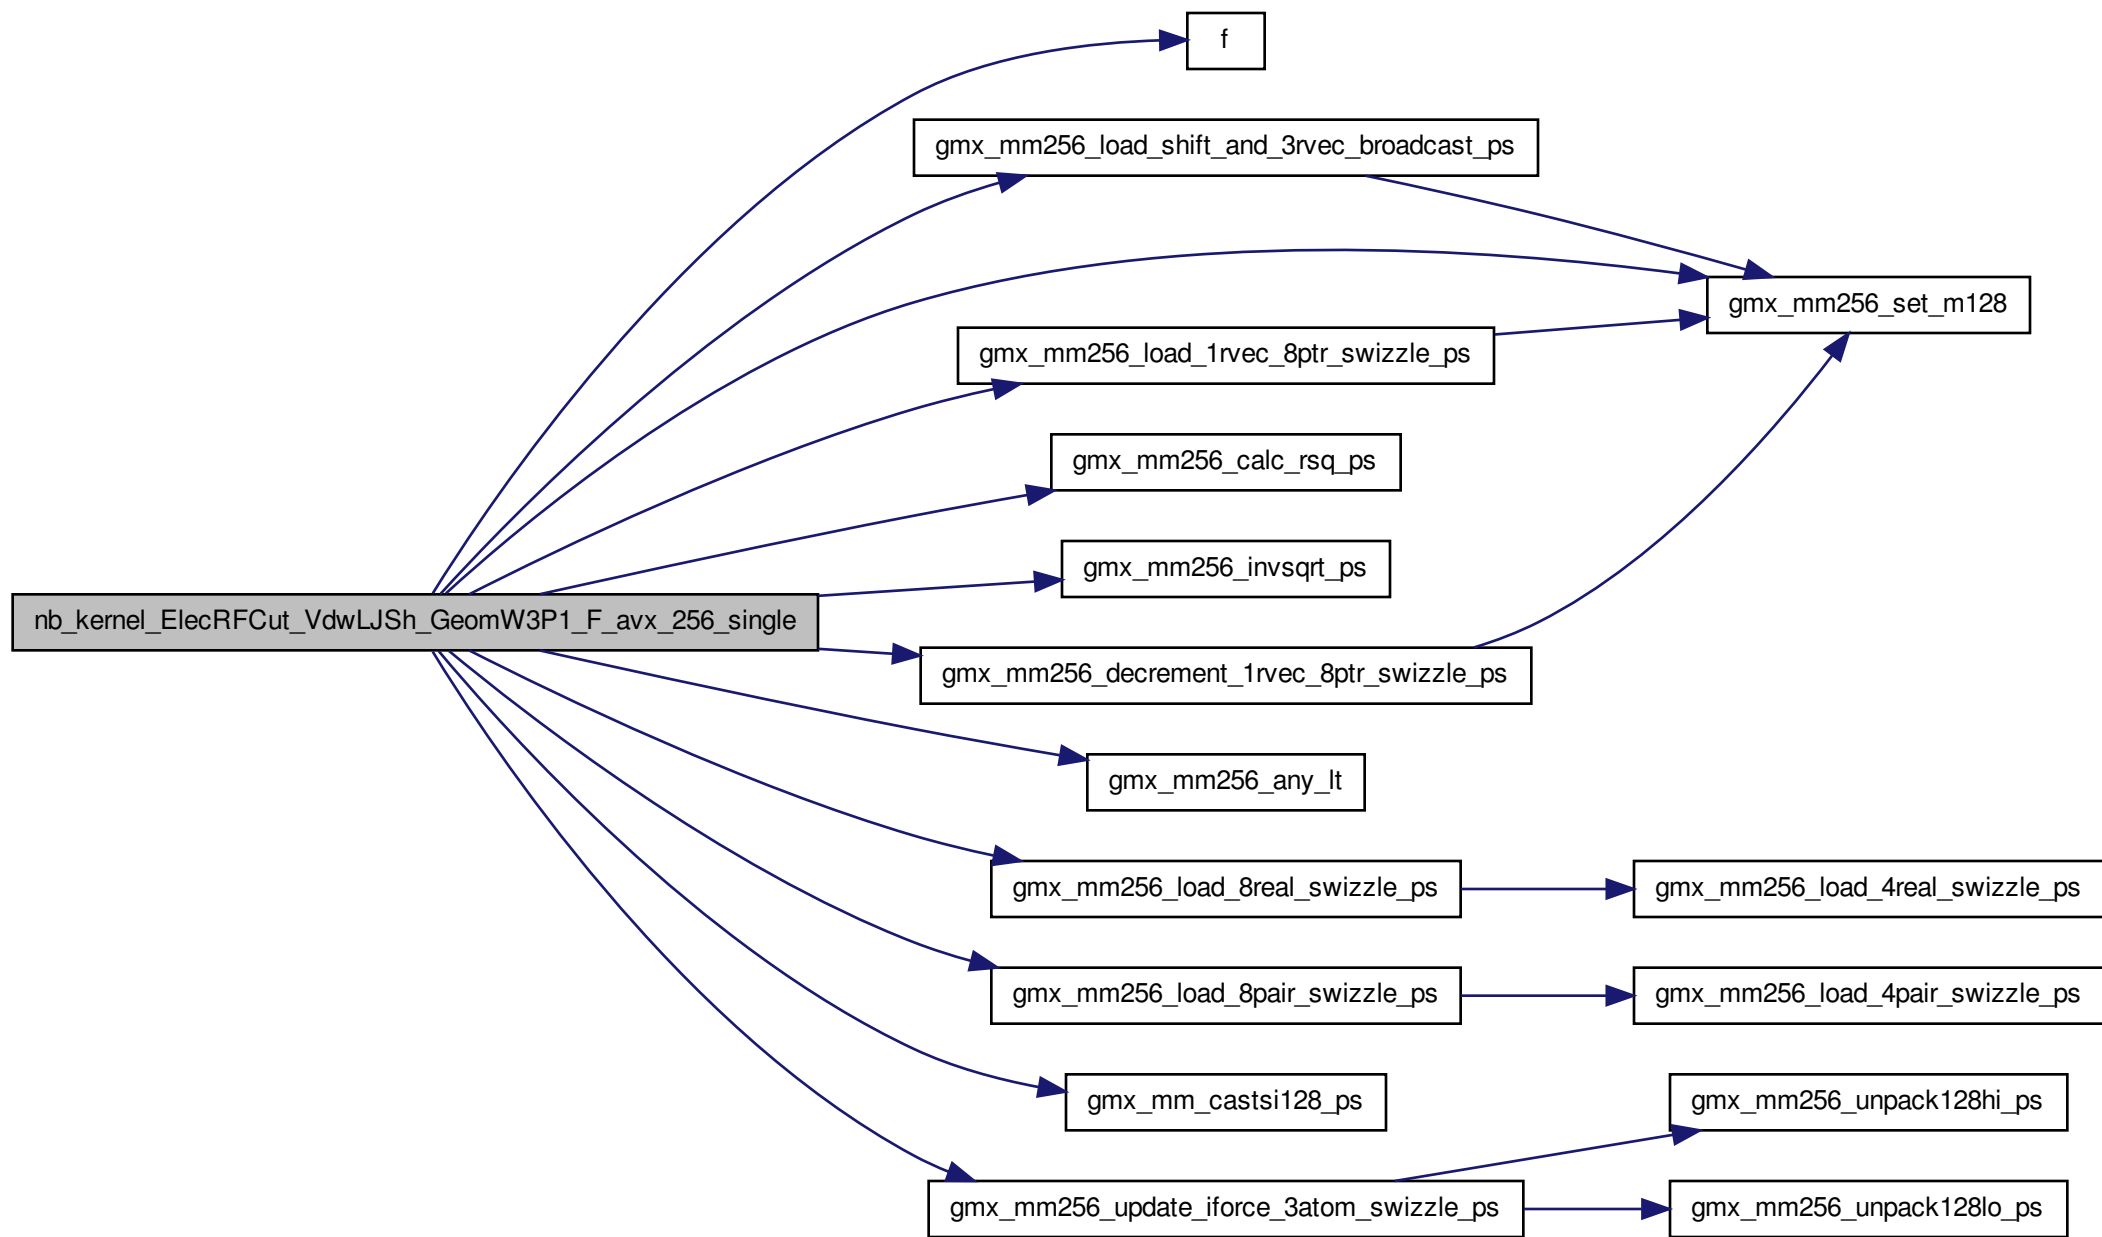 f
gmx_mm256_load_shift_and_3rvec_broadcast_ps
gmx_mm256_set_m128
gmx_mm256_load_1rvec_8ptr_swizzle_ps
gmx_mm256_calc_rsq_ps
gmx_mm256_invsqrt_ps
nb_kernel_ElecRFCut_VdwLJSh_GeomW3P1_F_avx_256_single
gmx_mm256_decrement_1rvec_8ptr_swizzle_ps
gmx_mm256_any_lt
gmx_mm256_load_8real_swizzle_ps
gmx_mm256_load_4real_swizzle_ps
gmx_mm256_load_8pair_swizzle_ps
gmx_mm256_load_4pair_swizzle_ps
gmx_mm_castsi128_ps
gmx_mm256_unpack128hi_ps
gmx_mm256_update_iforce_3atom_swizzle_ps
gmx_mm256_unpack128lo_ps